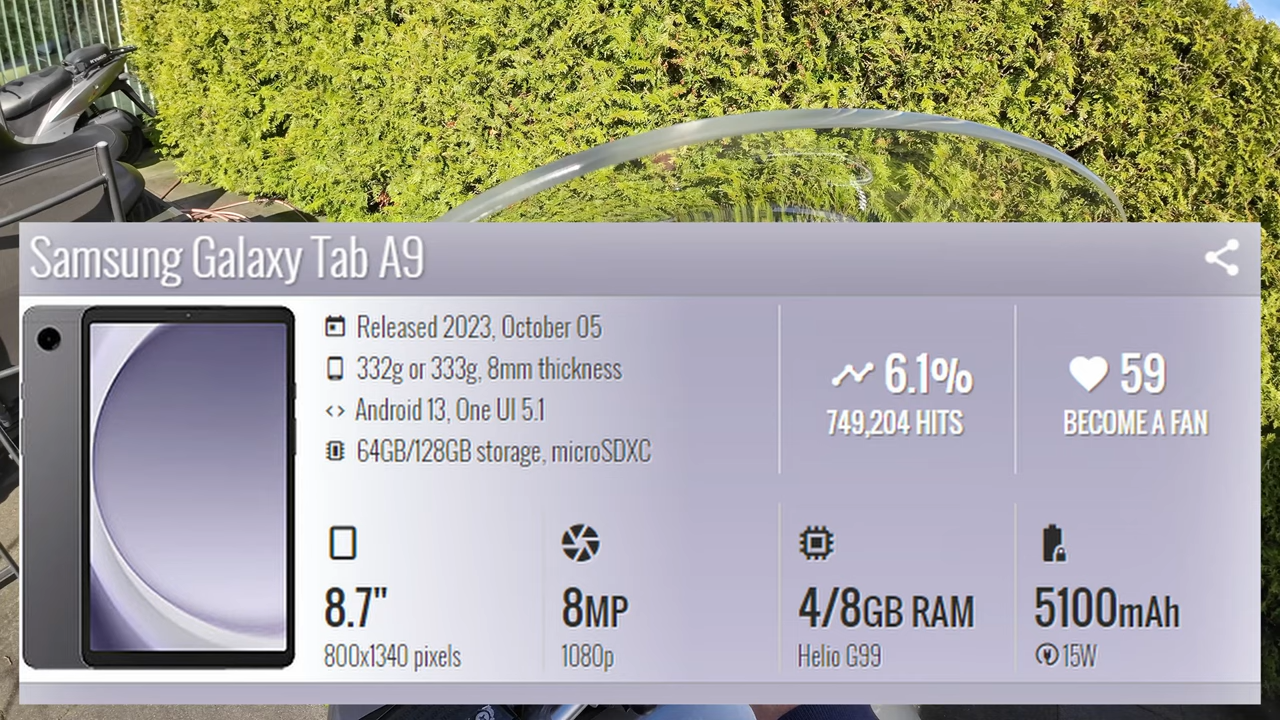 Samsung Galaxy Tab A9
Released 2023, October 05
332g or 333g, 8mm thickness
Android 13, One UI 5.1
64GB/128GB storage, microSDXC
6.1%
749,204 HITS
59
BECOME A FAN
8.7"
800x1340 pixels
8MP
1080p
4/8GB RAM
Helio G99
5100mAh
15W